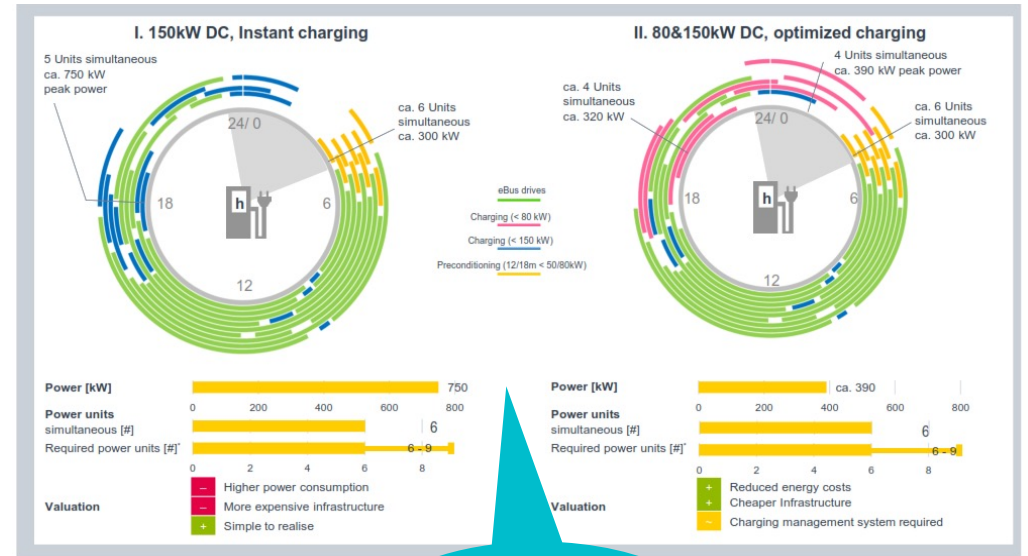 I. 150kW DC, Instant charging
5 Units simultaneous
ca. 750 kW
peak power
ca. 6 Units
simultaneous
ca. 300 kW
24/ 0
18
h
6
12
eBus drives
Charging (< 80 kW)
Charging (< 150 kW)
Preconditioning (12/18m < 50/80kW)
II. 80&150kW DC, optimized charging
4 Units simultaneous
ca. 390 kW peak power
ca. 4 Units
simultaneous
ca. 320 kW
ca. 6 Units
simultaneous
ca. 300 kW
24/ 0
18
h
6
12
Power [kW]
750
0 200 400 600 800
Power units
simultaneous [#]
6
Required power units [#]*
6 - 9
0 2 4 6 8
Valuation
– Higher power consumption
– More expensive infrastructure
+ Simple to realise
Power [kW]
ca. 390
0 200 400 600 800
Power units
simultaneous [#]
6
Required power units [#]*
6 - 9
0 2 4 6 8
Valuation
+ Reduced energy costs
+ Cheaper Infrastructure
~ Charging management system required